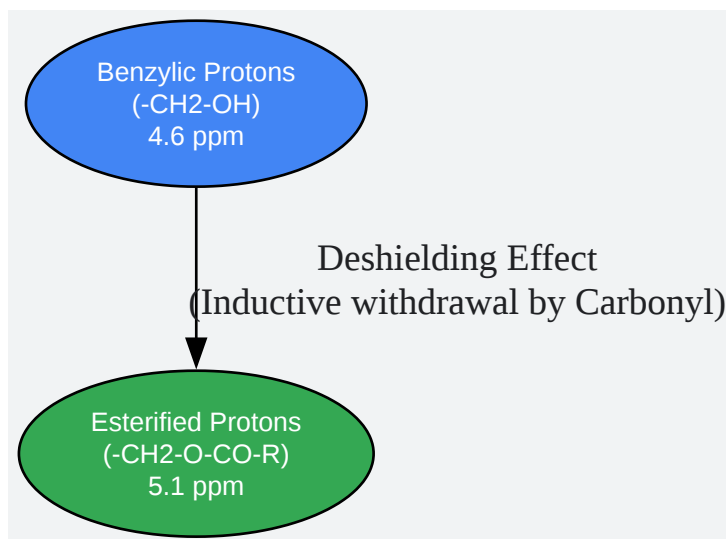 Benzylic Protons
(-CH2-OH)
4.6 ppm
Deshielding Effect
(Inductive withdrawal by Carbonyl)
Esterified Protons
(-CH2-O-CO-R)
5.1 ppm